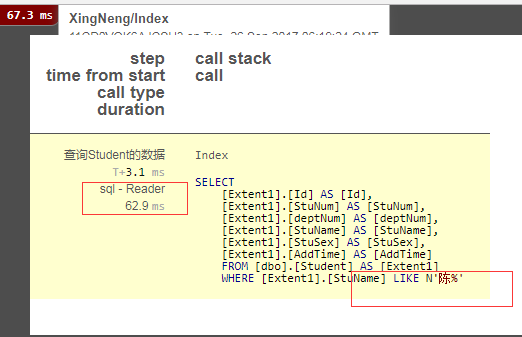 67.3 ms
XingNeng/Index
step
time from start
call type
duration
call stack
call
查询Student的数据
T+3.1 ms
sql - Reader
62.9 ms
Index
SELECT
[Extent1].[Id] AS [Id],
[Extent1].[StuNum] AS [StuNum],
[Extent1].[deptNum] AS [deptNum],
[Extent1].[StuName] AS [StuName],
[Extent1].[StuSex] AS [StuSex],
[Extent1].[AddTime] AS [AddTime]
FROM [dbo].[Student] AS [Extent1]
WHERE [Extent1].[StuName] LIKE N'陈%'